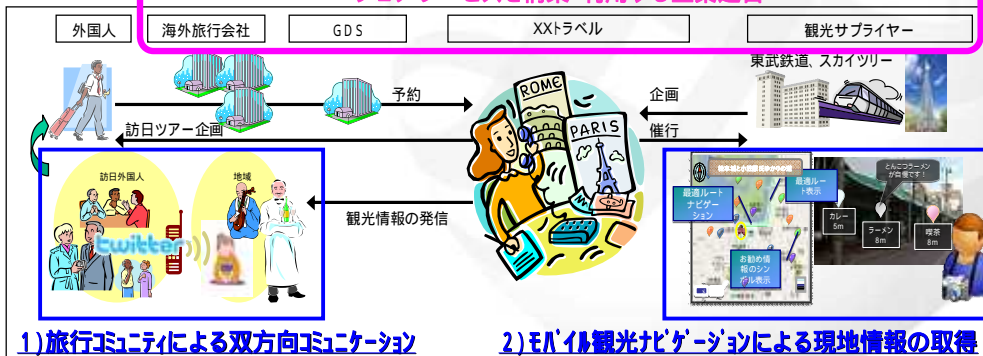 外国人
海外旅行会社
GDS
XXトラベル
観光サプライヤー
東武鉄道、スカイツリー
予約
企画
訪日ツアー企画
催行
ROME
PARIS
訪日外国人
地域
twitter
観光情報の発信
最適ルート
ナビゲー
ション
最適ルー
ト表示
お勧め情
報のシン
ボル表示
とんこつラーメン
が自慢です!
カレー
5m
ラーメン
8m
喫茶
8m
1)旅行コミュニティによる双方向コミュニケーション
2)モバイル観光ナビゲーションによる現地情報の取得